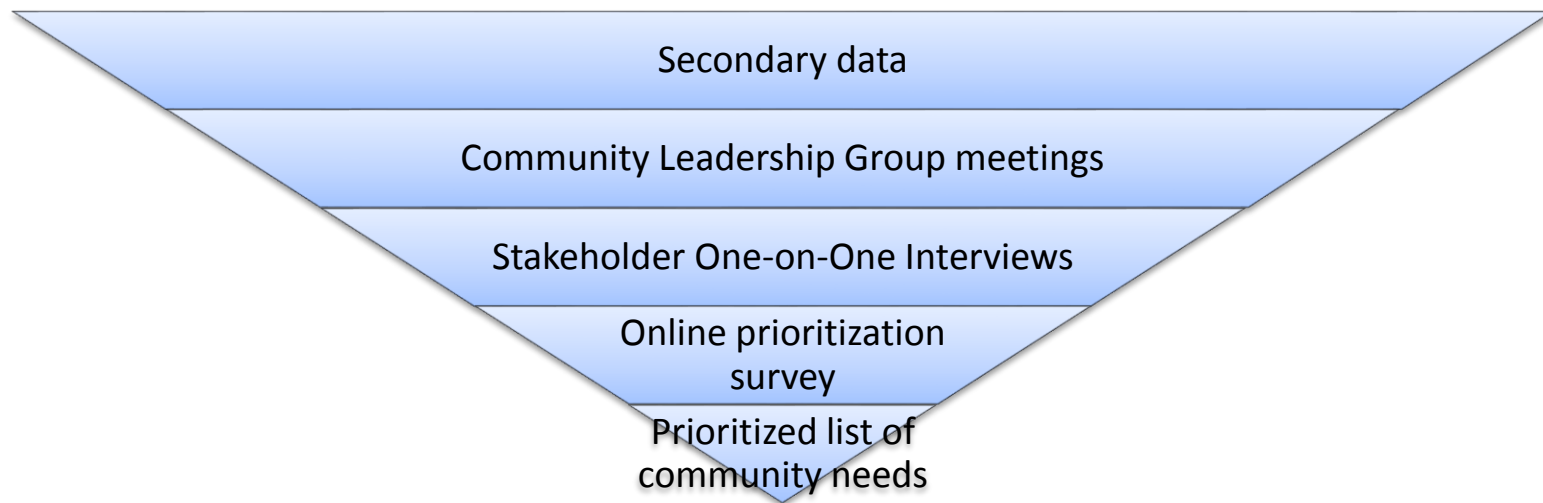 Secondary data
Community Leadership Group meetings
Stakeholder One-on-One Interviews
Online prioritization
survey
Prioritized list of
community needs